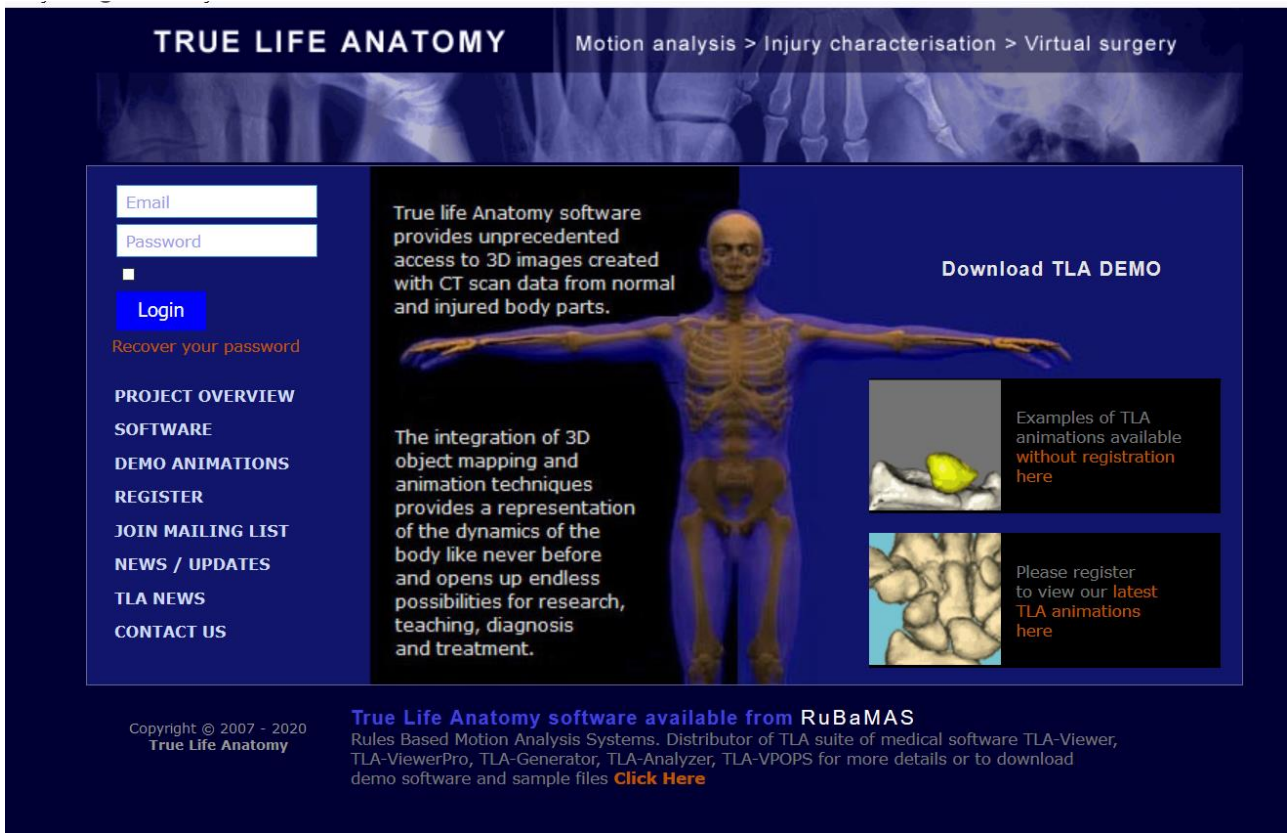 TRUE LIFE ANATOMY
Motion analysis > Injury characterisation > Virtual surgery
Email
Password
Login
Recover your password
PROJECT OVERVIEW
SOFTWARE
DEMO ANIMATIONS
REGISTER
JOIN MAILING LIST
NEWS / UPDATES
TLA NEWS
CONTACT US
True life Anatomy software
provides unprecedented
access to 3D images created
with CT scan data from normal
and injured body parts.
The integration of 3D
object mapping and
animation techniques
provides a representation
of the dynamics of the
body like never before
and opens up endless
possibilities for research,
teaching, diagnosis
and treatment.
Download TLA DEMO
Examples of TLA
animations available
without registration
here
Please register
to view our latest
TLA animations
here
Copyright © 2007 - 2020
True Life Anatomy
True Life Anatomy software available from RuBaMAS
Rules Based Motion Analysis Systems. Distributor of TLA suite of medical software TLA-Viewer,
TLA-ViewerPro, TLA-Generator, TLA-Analyzer, TLA-VPOPS for more details or to download
demo software and sample files Click Here